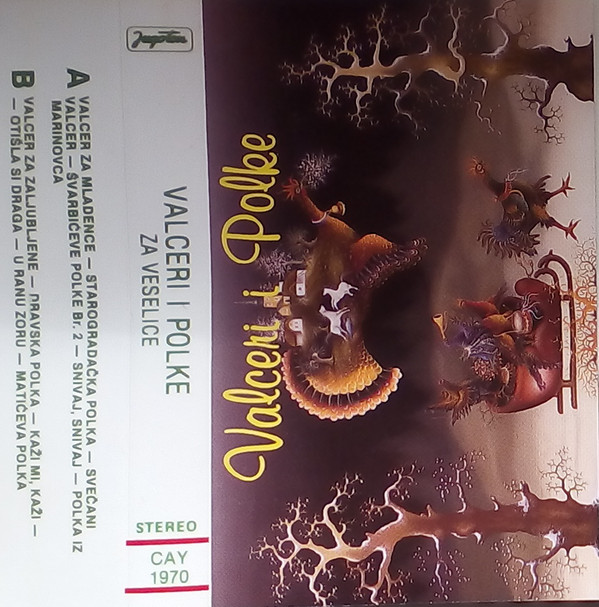 Valceri i Polke
Jugoton
VALCERI I POLKE
ZA VESELICE
STEREO
CAY
1970
A VALCER ZA MLADENCE — STAROGRADAČKA POLKA — SVEČANI
VALCER — ŠVARBIĆEVE POLKE Br. 2 — SNIVAJ, SNIVAJ — POLKA IZ
MARINOVCA
B VALCER ZA ZALJUBLJENE — DRAVSKA POLKA — KAŽI MI, KAŽI —
— OTIŠLA SI DRAGA — U RANU ZORU — MATIĆEVA POLKA